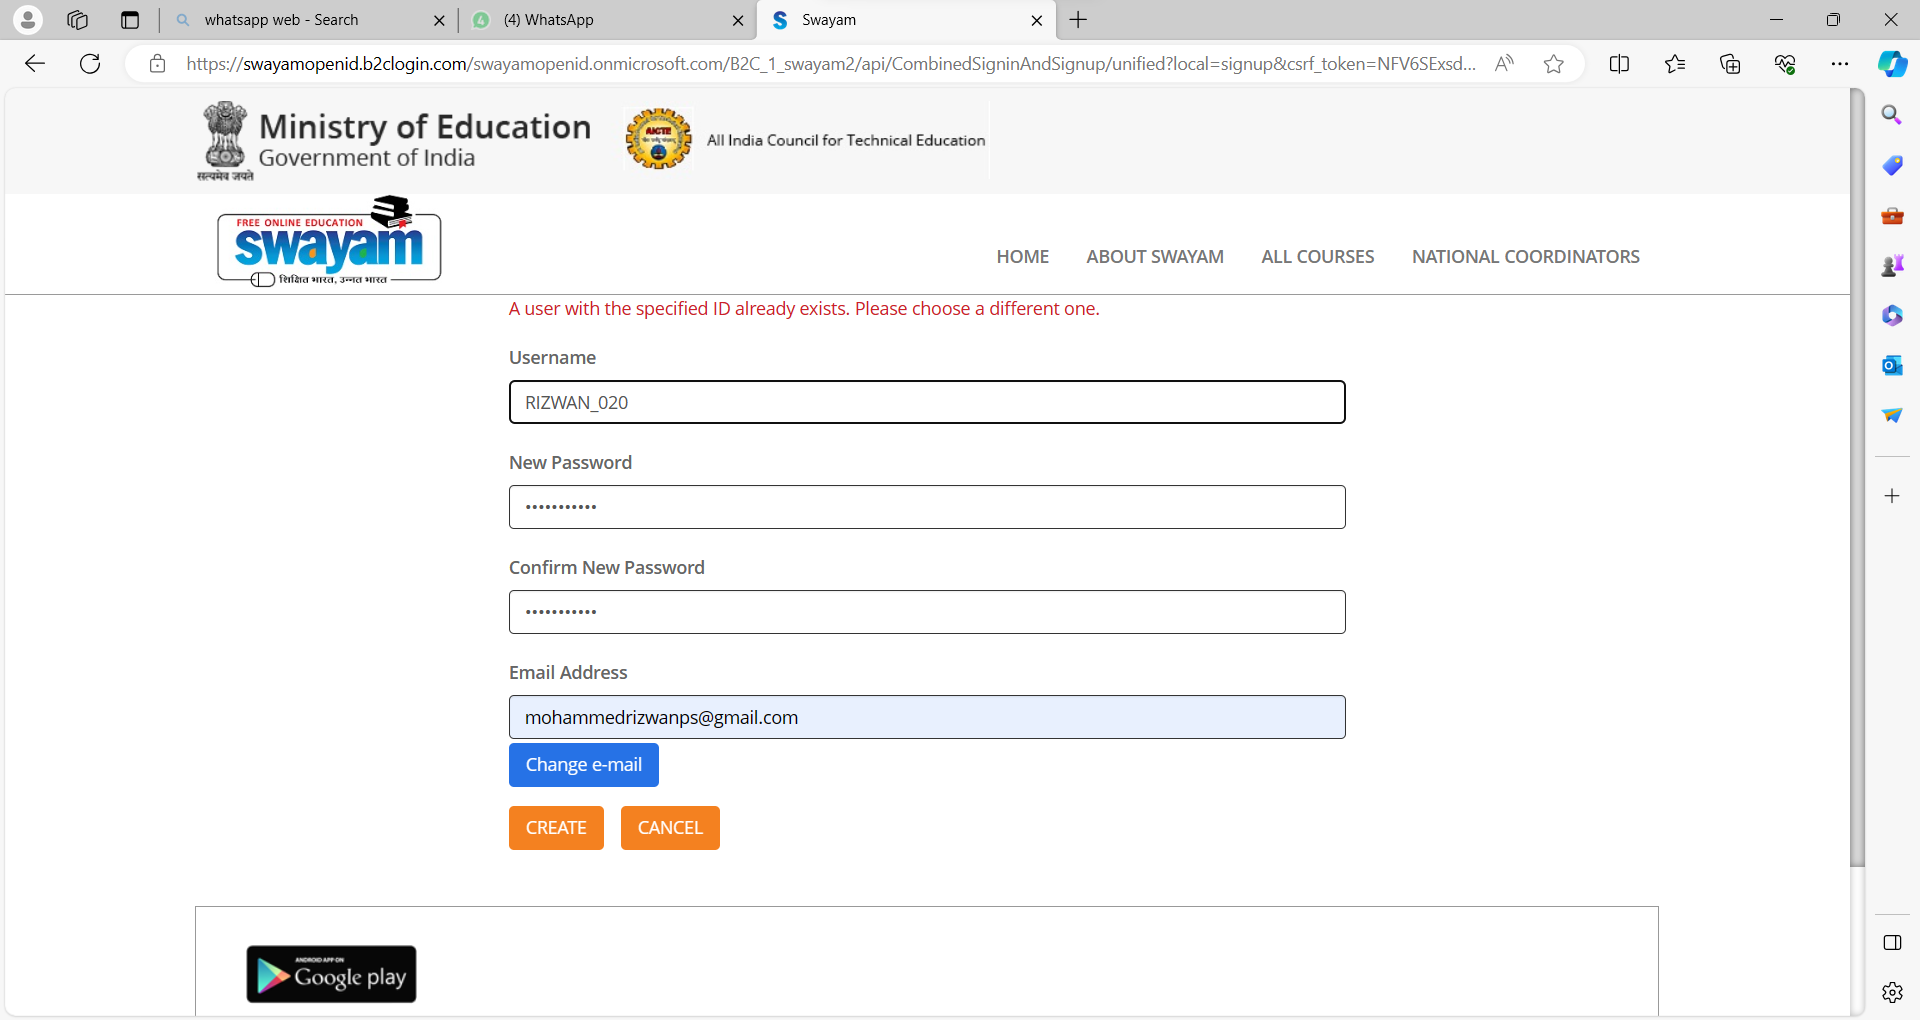 whatsapp web - Search
(4) WhatsApp
Swayam
https://swayamopenid.b2clogin.com/swayamopenid.onmicrosoft.com/B2C_1_swayam2/api/CombinedSigninAndSignup/unified?local=signup&csrf_token=NFV6SExsd...
Ministry of Education
Government of India
सत्यमेव जयते
AICTE
All India Council for Technical Education
FREE ONLINE EDUCATION
swayam
शिक्षित भारत, उन्नत भारत
HOME
ABOUT SWAYAM
ALL COURSES
NATIONAL COORDINATORS
A user with the specified ID already exists. Please choose a different one.
Username
RIZWAN_020
New Password
•••••••••••
Confirm New Password
•••••••••••
Email Address
mohammedrizwanps@gmail.com
Change e-mail
CREATE
CANCEL
ANDROID APP ON
Google play